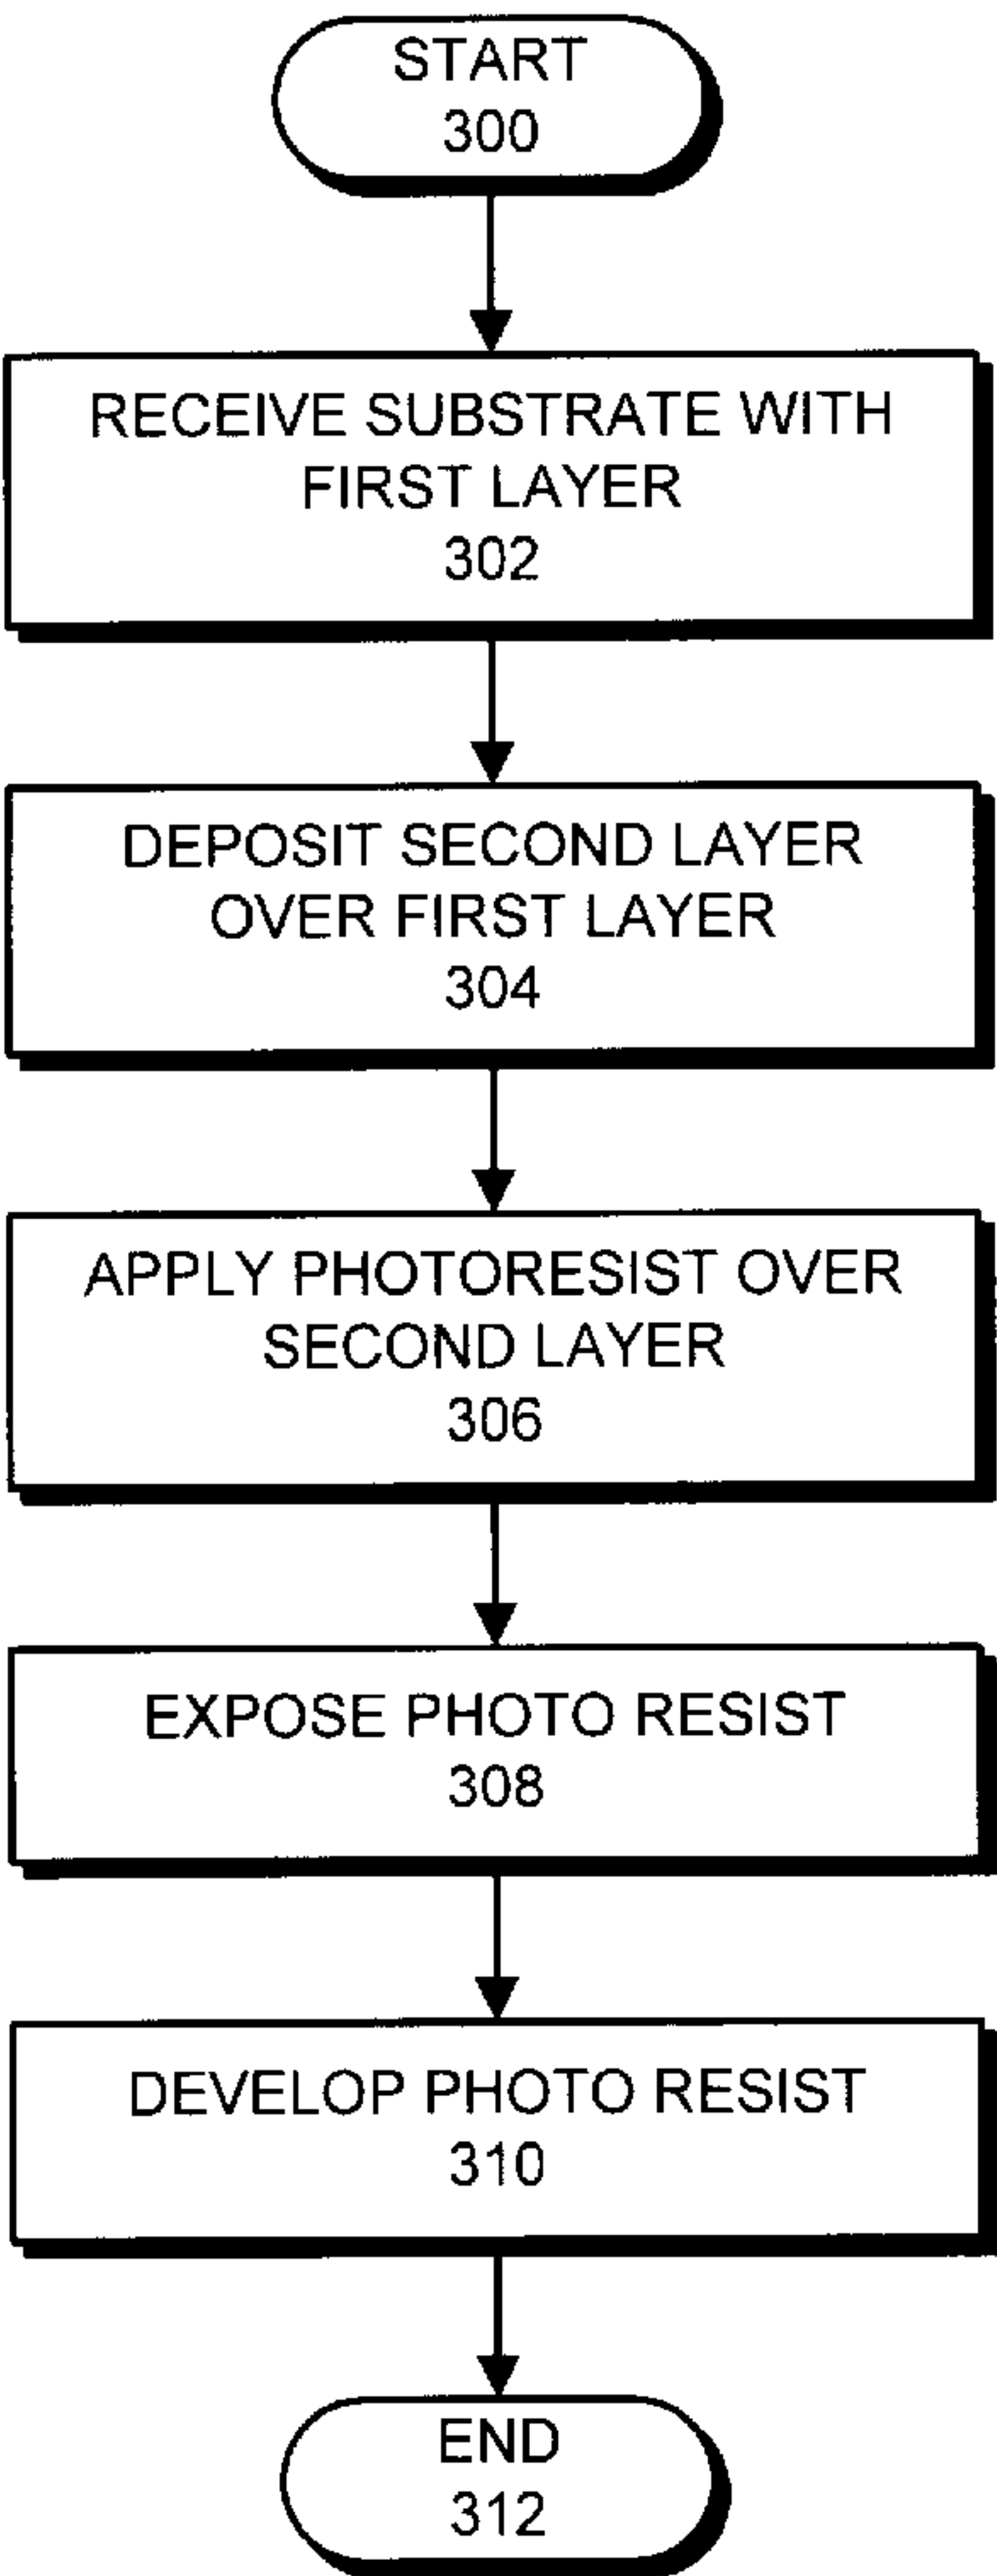 START
300
RECEIVE SUBSTRATE WITH
FIRST LAYER
302
DEPOSIT SECOND LAYER
OVER FIRST LAYER
304
APPLY PHOTORESIST OVER
SECOND LAYER
306
EXPOSE PHOTO RESIST
308
DEVELOP PHOTO RESIST
310
END
312